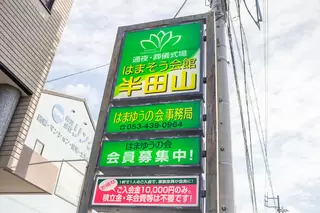 通夜・葬儀式場
はまそう会館
半田山
はまゆうの会事務局
☎053-439-0964
はまゆうの会
会員募集中!
ご入会金10,000円のみ。
積立金・年会費等は不要です!